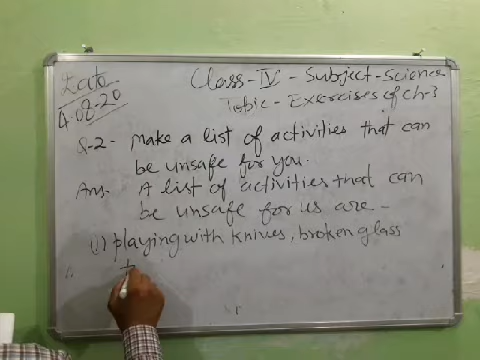 Date
4.08.20
Class-IV - Subject-Science
Topic - Exercises of Ch-3
Q-2- Make a list of activities that can
be unsafe for you.
Ans. A list of activities that can
be unsafe for us are -
(i) playing with knives, broken glass